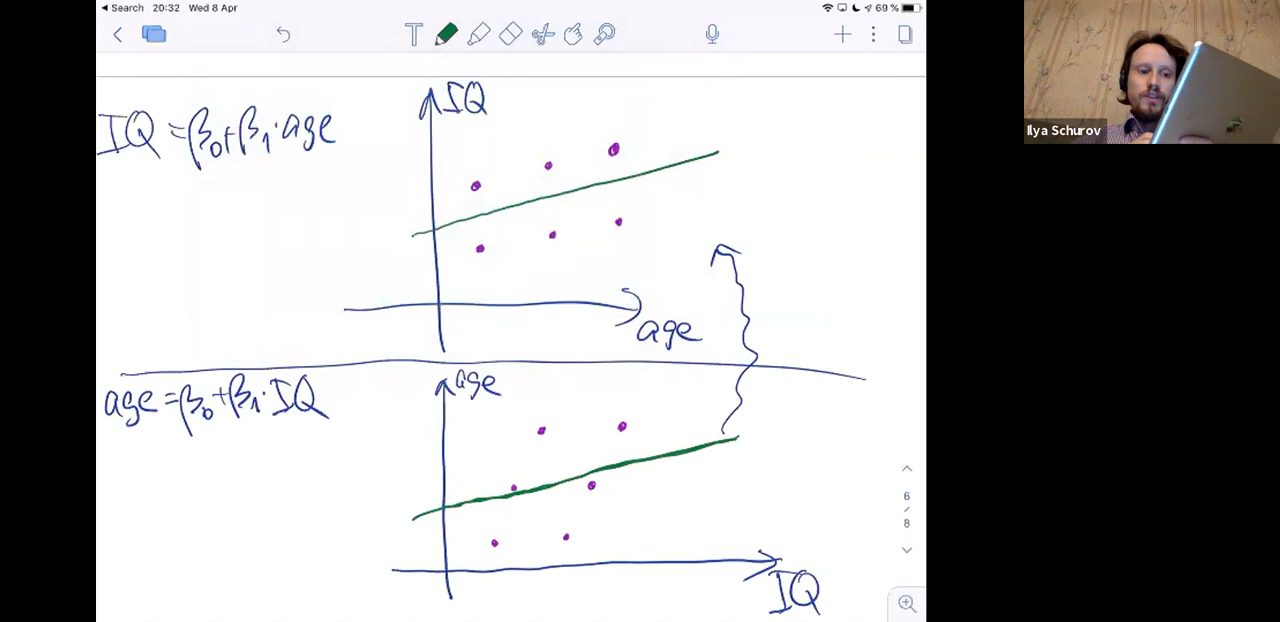 Search 20:32 Wed 8 Apr 69 %
T
Ilya Schurov
IQ = β₀+β₁·age
IQ
age
age = β₀+β₁·IQ
age
IQ
6
/
8